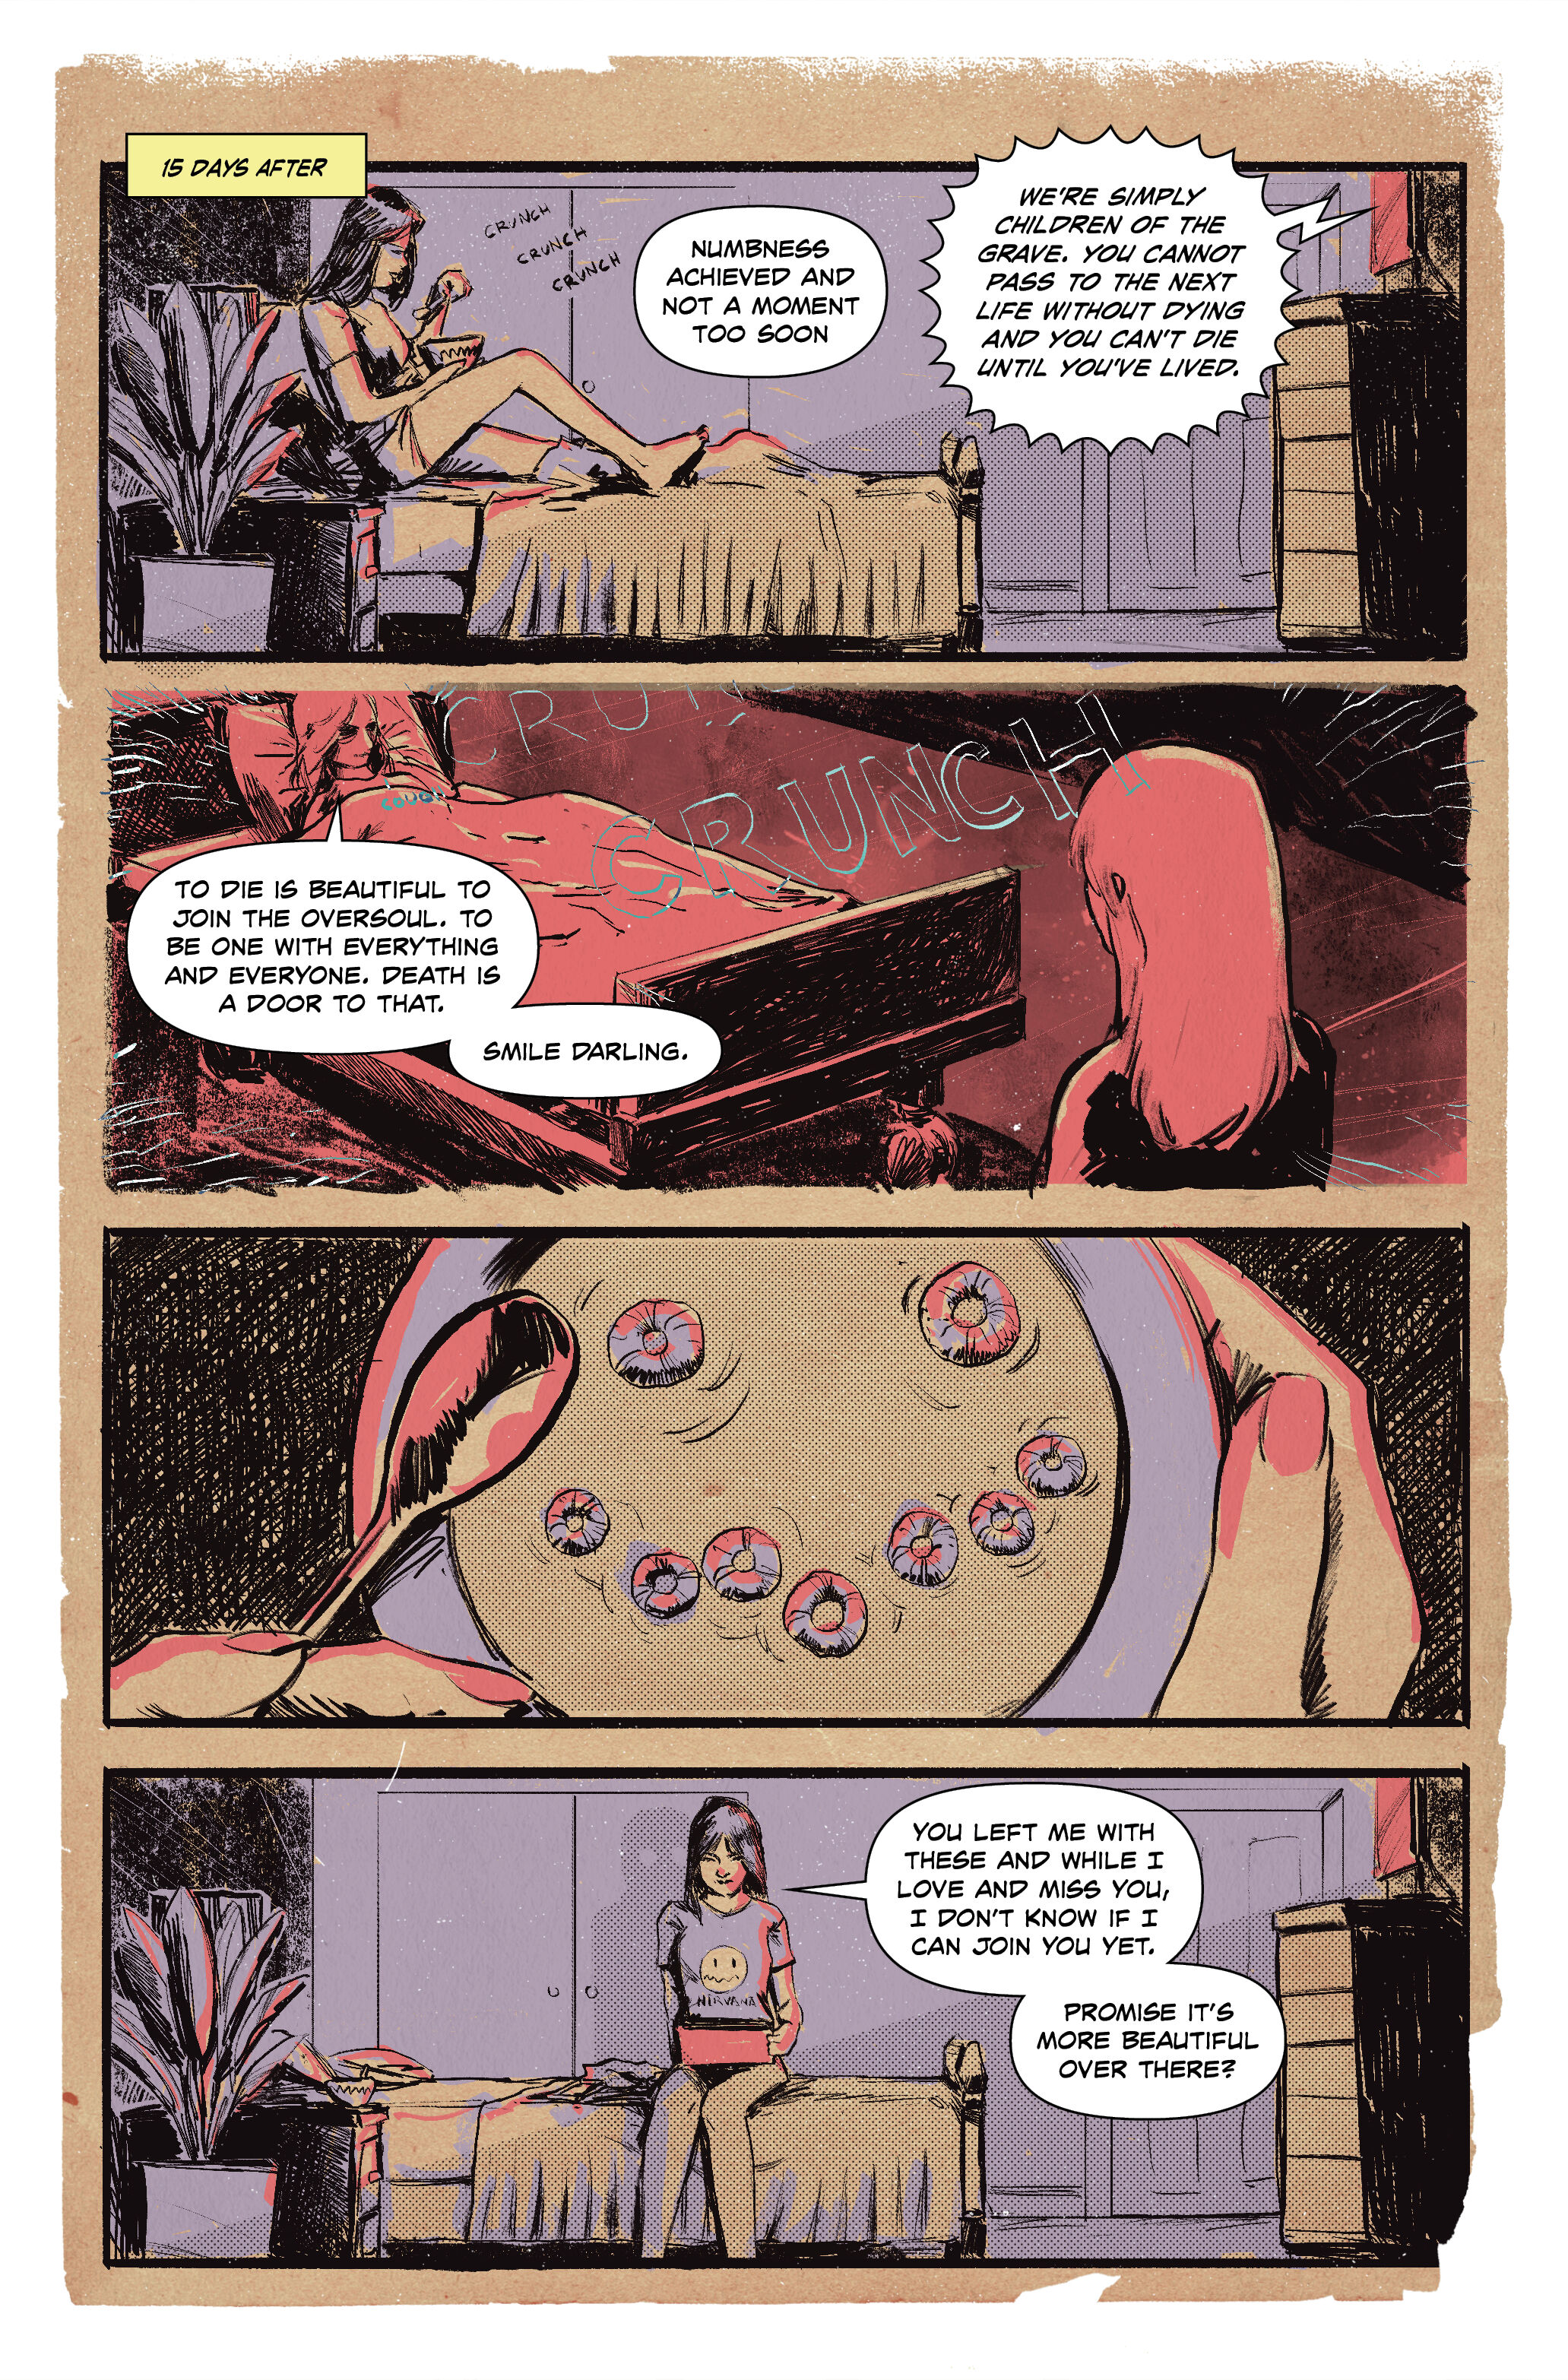 15 DAYS AFTER
CRUNCH
CRUNCH
CRUNCH
NUMBNESS
ACHIEVED AND
NOT A MOMENT
TOO SOON
WE'RE SIMPLY
CHILDREN OF THE
GRAVE. YOU CANNOT
PASS TO THE NEXT
LIFE WITHOUT DYING
AND YOU CAN'T DIE
UNTIL YOU'VE LIVED.
CRUNCH
COUGH
TO DIE IS BEAUTIFUL TO
JOIN THE OVERSOUL. TO
BE ONE WITH EVERYTHING
AND EVERYONE. DEATH IS
A DOOR TO THAT.
SMILE DARLING.
YOU LEFT ME WITH
THESE AND WHILE I
LOVE AND MISS YOU,
I DON'T KNOW IF I
CAN JOIN YOU YET.
NIRVANA
PROMISE IT'S
MORE BEAUTIFUL
OVER THERE?